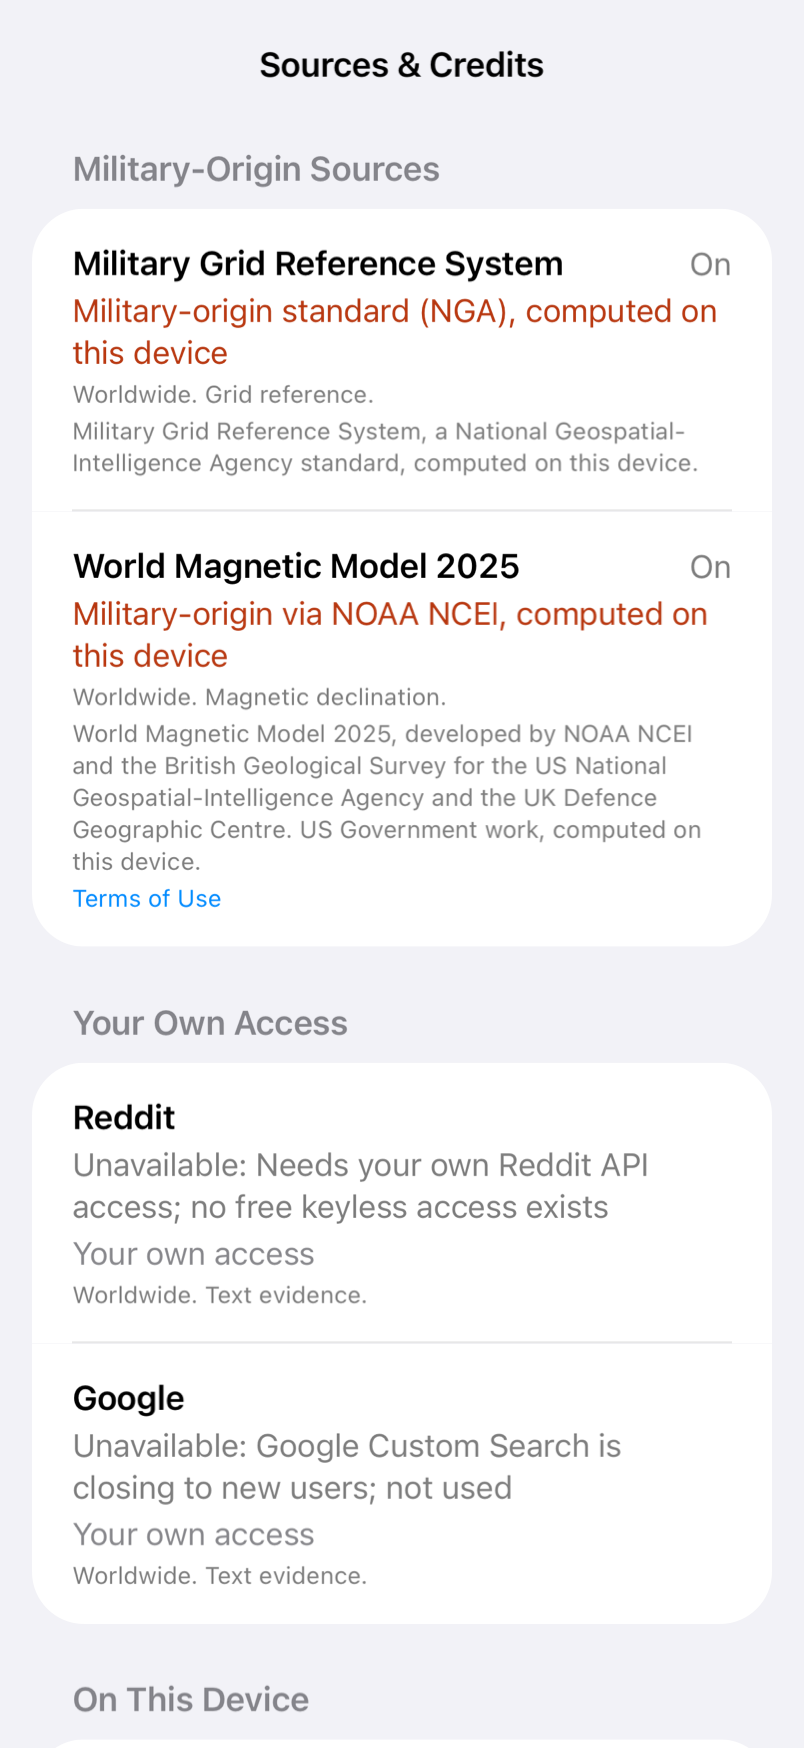 Sources & Credits
Military-Origin Sources
Military Grid Reference System
On
Military-origin standard (NGA), computed on
this device
Worldwide. Grid reference.
Military Grid Reference System, a National Geospatial-
Intelligence Agency standard, computed on this device.
World Magnetic Model 2025
On
Military-origin via NOAA NCEI, computed on
this device
Worldwide. Magnetic declination.
World Magnetic Model 2025, developed by NOAA NCEI
and the British Geological Survey for the US National
Geospatial-Intelligence Agency and the UK Defence
Geographic Centre. US Government work, computed on
this device.
Terms of Use
Your Own Access
Reddit
Unavailable: Needs your own Reddit API
access; no free keyless access exists
Your own access
Worldwide. Text evidence.
Google
Unavailable: Google Custom Search is
closing to new users; not used
Your own access
Worldwide. Text evidence.
On This Device